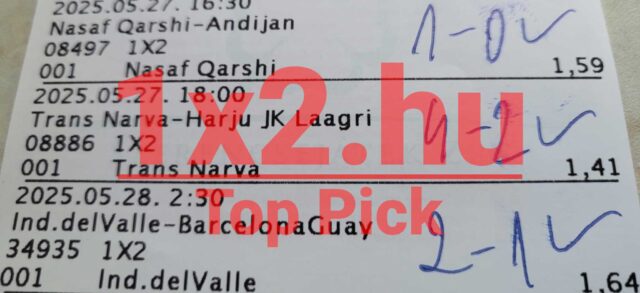 2025.05.27. 16:30
Nasaf Qarshi-Andijan
08497 1X2
001 Nasaf Qarshi 1,59
1-0 ✓
2025.05.27. 18:00
Trans Narva-Harju JK Laagri
08886 1X2
001 Trans Narva 1,41
4-2 ✓
2025.05.28. 2:30
Ind.delValle-BarcelonaGuay
34935 1X2
001 Ind.delValle 1,64
2-1 ✓
1x2.hu
Top Pick